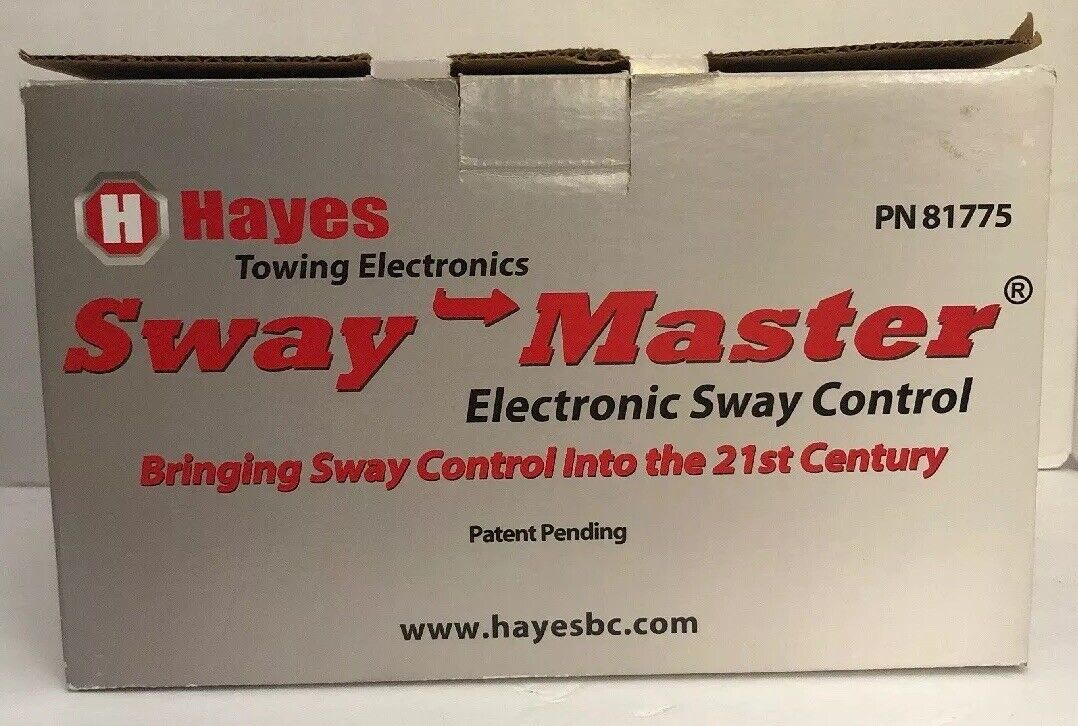 H Hayes
PN 81775
Towing Electronics
Sway Master®
Electronic Sway Control
Bringing Sway Control Into the 21st Century
Patent Pending
www.hayesbc.com